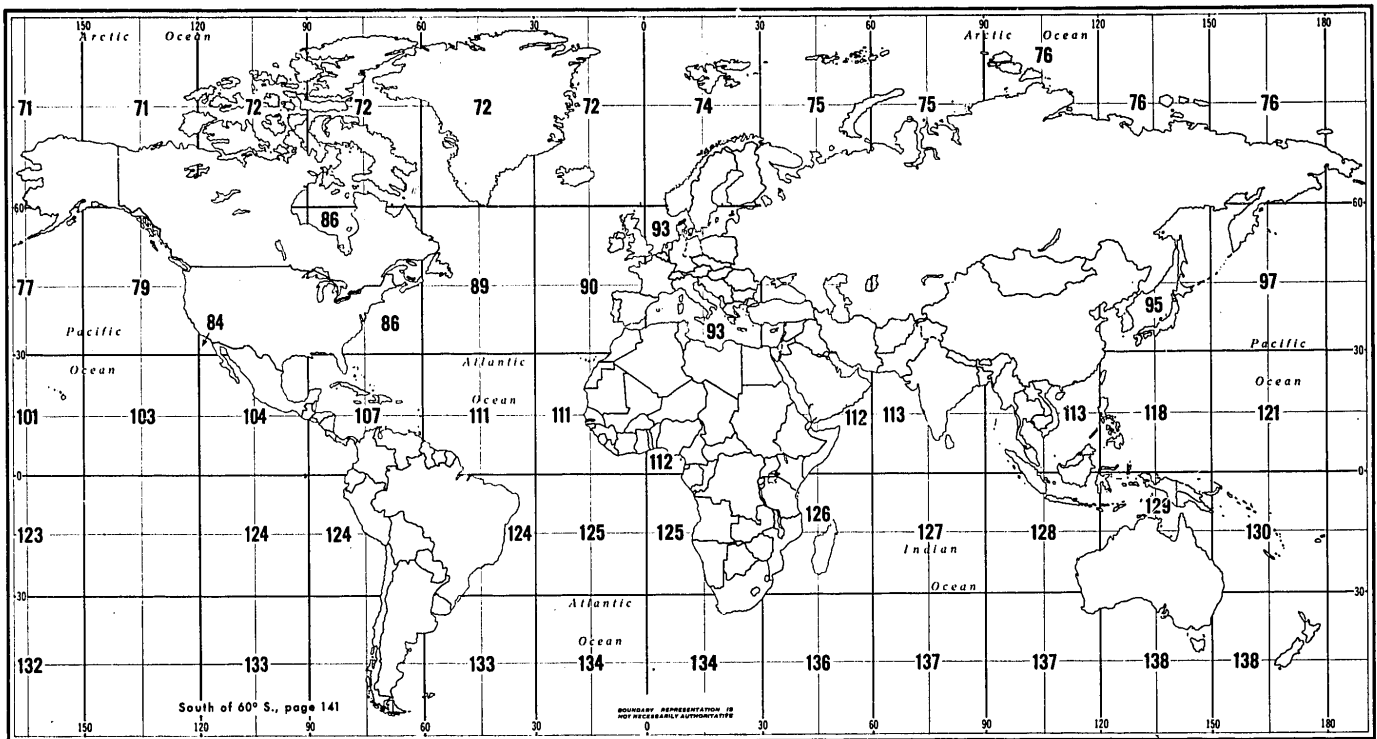 150 120 90 60 30 0 30 60 90 120 150 180
Arctic Ocean Arctic Ocean
76
71 71 72 72 72 72 74 75 75 76 76
60 86 93 60
77 79 89 90 95 97
84 86 93
Pacific Ocean
Atlantic Ocean
Pacific Ocean
30 30
101 103 104 107 111 111 112 113 113 118 121
112
0 0
126 129
123 124 124 124 125 125 127 128 130
Indian Ocean
30 30
Atlantic Ocean
132 133 133 134 134 136 137 137 138 138
South of 60° S., page 141
BOUNDARY REPRESENTATION IS
NOT NECESSARILY AUTHORITATIVE
150 120 90 60 30 0 30 60 90 120 150 180